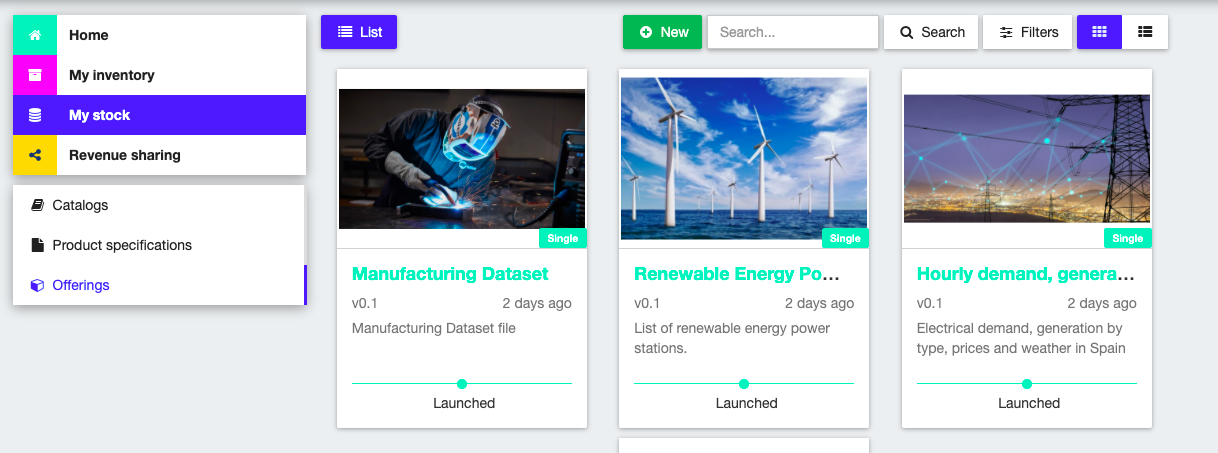 Home
My inventory
My stock
Revenue sharing
Catalogs
Product specifications
Offerings
List
New
Search...
Search
Filters
Single
Manufacturing Dataset
v0.1 2 days ago
Manufacturing Dataset file
Launched
Single
Renewable Energy Po...
v0.1 2 days ago
List of renewable energy power
stations.
Launched
Single
Hourly demand, genera...
v0.1 2 days ago
Electrical demand, generation by
type, prices and weather in Spain
Launched